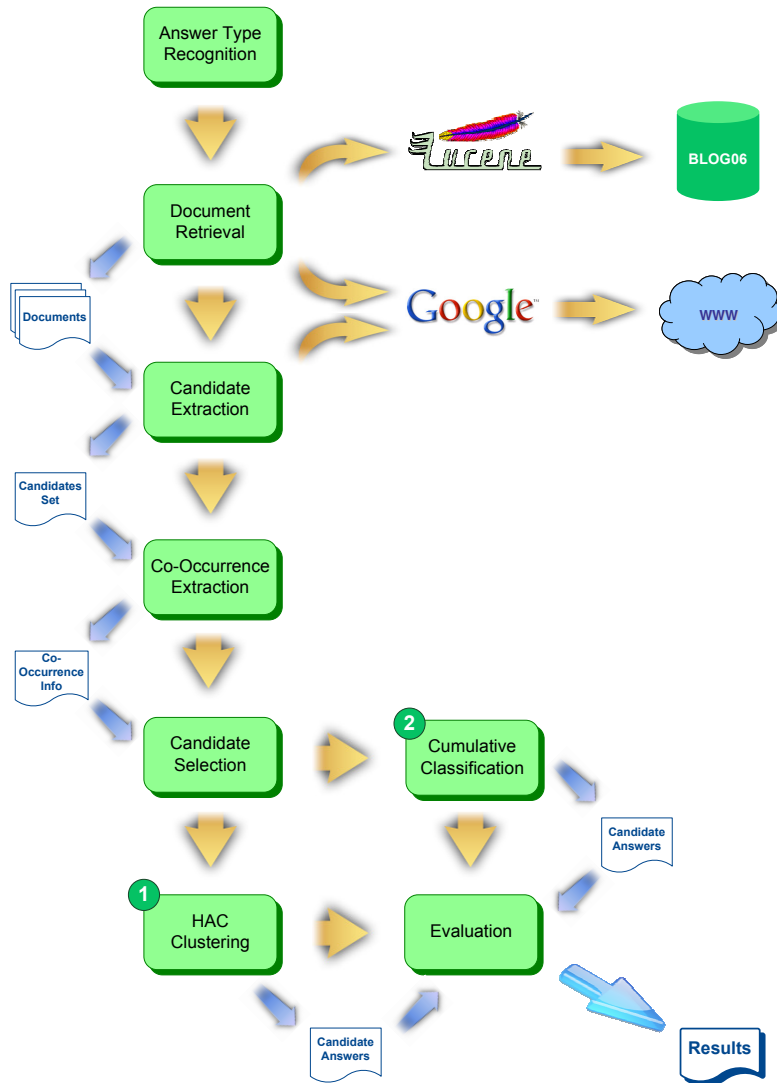 Answer Type
Recognition
Lucene
BLOG06
Document
Retrieval
Documents
Google™
WWW
Candidate
Extraction
Candidates
Set
Co-Occurrence
Extraction
Co-
Occurrence
Info
Candidate
Selection
2
Cumulative
Classification
Candidate
Answers
1
HAC
Clustering
Evaluation
Candidate
Answers
Results